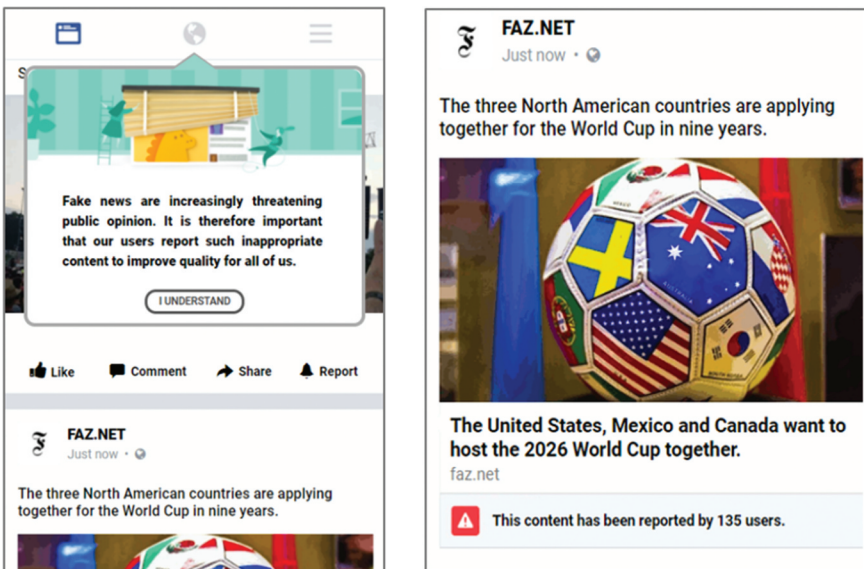 Fake news are increasingly threatening
public opinion. It is therefore important
that our users report such inappropriate
content to improve quality for all of us.
I UNDERSTAND
Like Comment Share Report
FAZ.NET
Just now
The three North American countries are applying
together for the World Cup in nine years.
FAZ.NET
Just now
The three North American countries are applying
together for the World Cup in nine years.
AUSTRALIA
SOUTH KOREA
The United States, Mexico and Canada want to
host the 2026 World Cup together.
faz.net
This content has been reported by 135 users.